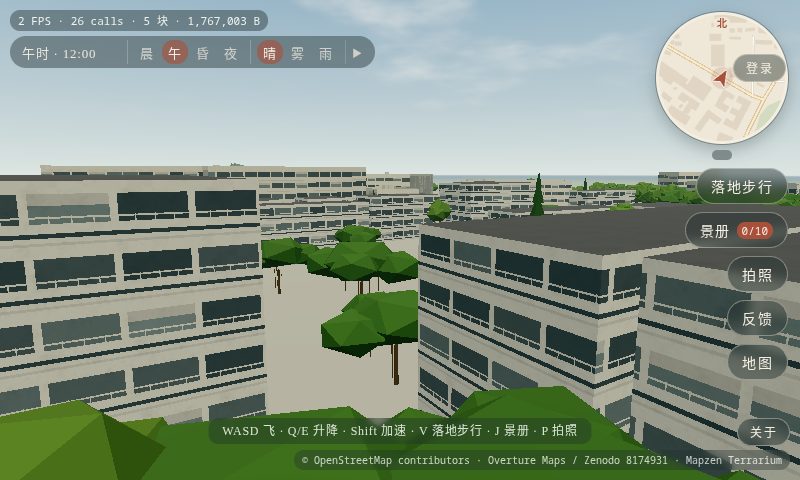 2 FPS · 26 calls · 5 块 · 1,767,003 B
午时 · 12:00 晨 午 昏 夜 晴 雾 雨
北
登录
落地步行
景册 0/10
拍照
反馈
地图
关于
WASD 飞 · Q/E 升降 · Shift 加速 · V 落地步行 · J 景册 · P 拍照
© OpenStreetMap contributors · Overture Maps / Zenodo 8174931 · Mapzen Terrarium